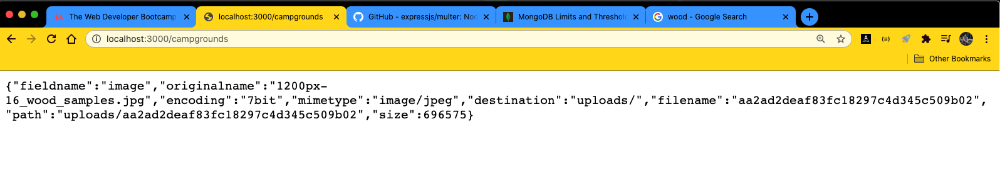 The Web Developer Bootcamp
localhost:3000/campgrounds
GitHub - expressjs/multer: Noc
MongoDB Limits and Threshold
wood - Google Search
localhost:3000/campgrounds
Other Bookmarks
{"fieldname":"image","originalname":"1200px-
16_wood_samples.jpg","encoding":"7bit","mimetype":"image/jpeg","destination":"uploads/","filename":"aa2ad2deaf83fc18297c4d345c509b02",
"path":"uploads/aa2ad2deaf83fc18297c4d345c509b02","size":696575}